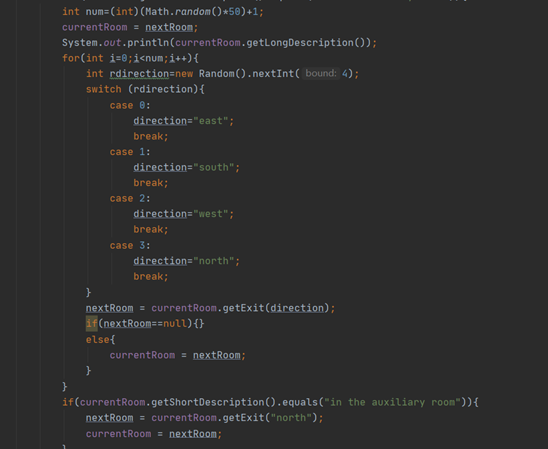 int num=(int)(Math.random()*50)+1;
currentRoom = nextRoom;
System.out.println(currentRoom.getLongDescription());
for(int i=0;i<num;i++){
int rdirection=new Random().nextInt( bound: 4);
switch (rdirection){
case 0:
direction="east";
break;
case 1:
direction="south";
break;
case 2:
direction="west";
break;
case 3:
direction="north";
break;
}
nextRoom = currentRoom.getExit(direction);
if(nextRoom==null){}
else{
currentRoom = nextRoom;
}
}
if(currentRoom.getShortDescription().equals("in the auxiliary room")){
nextRoom = currentRoom.getExit("north");
currentRoom = nextRoom;